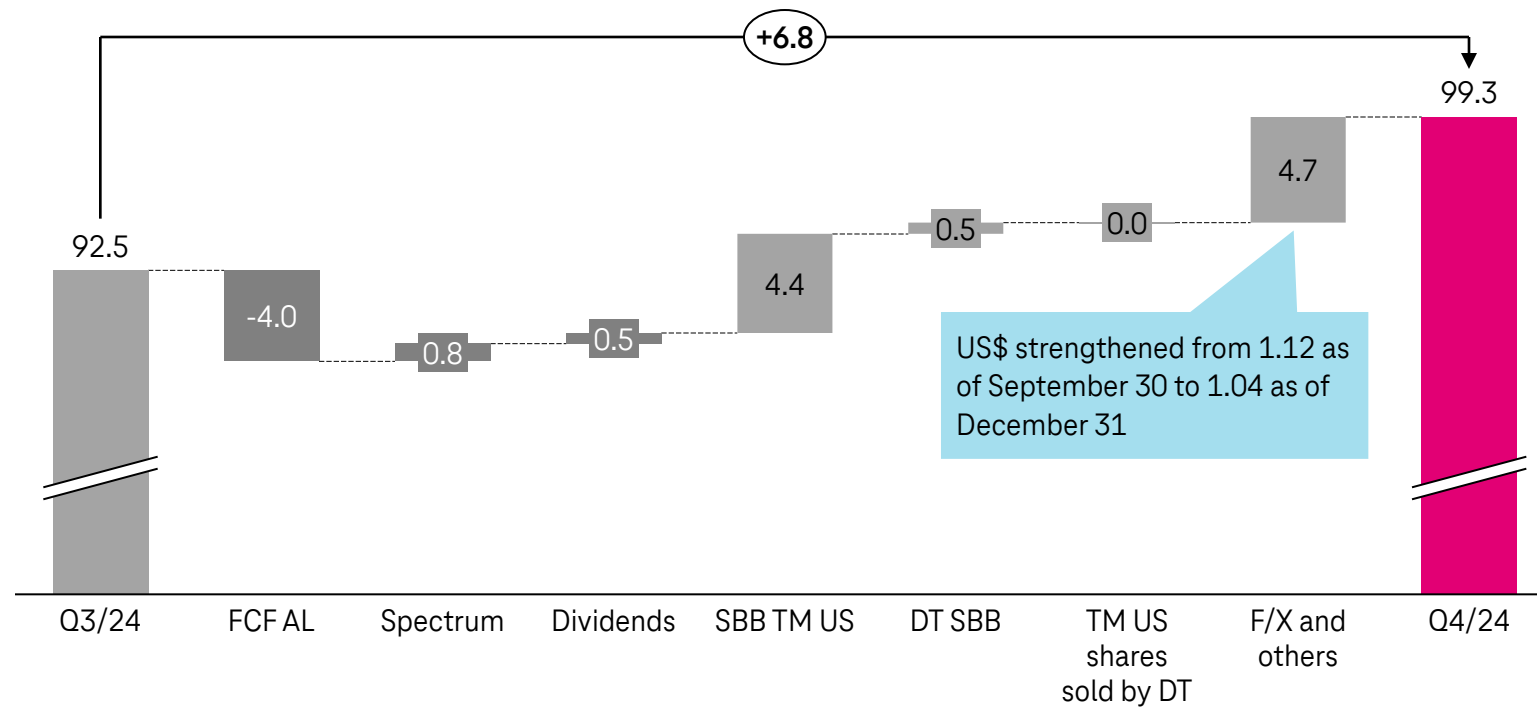 +6.8
99.3
92.5
-4.0
0.8
0.5
4.4
0.5
0.0
4.7
US$ strengthened from 1.12 as
of September 30 to 1.04 as of
December 31
Q3/24
FCF AL
Spectrum
Dividends
SBB TM US
DT SBB
TM US
shares
sold by DT
F/X and
others
Q4/24